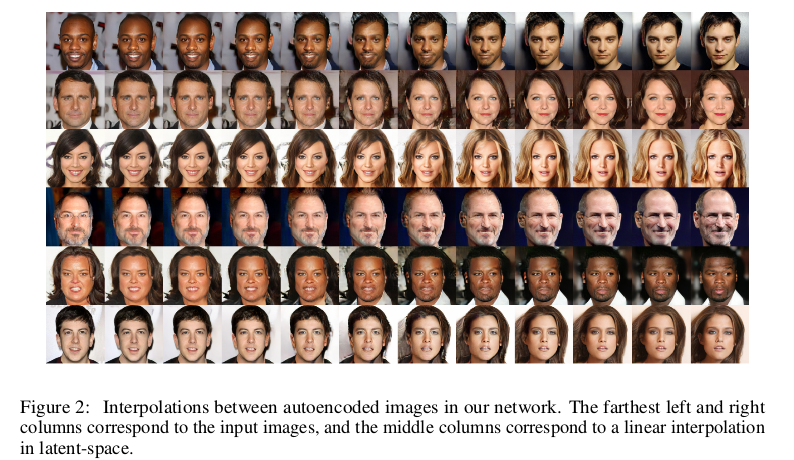 Figure 2: Interpolations between autoencoded images in our network. The farthest left and right
columns correspond to the input images, and the middle columns correspond to a linear interpolation
in latent-space.